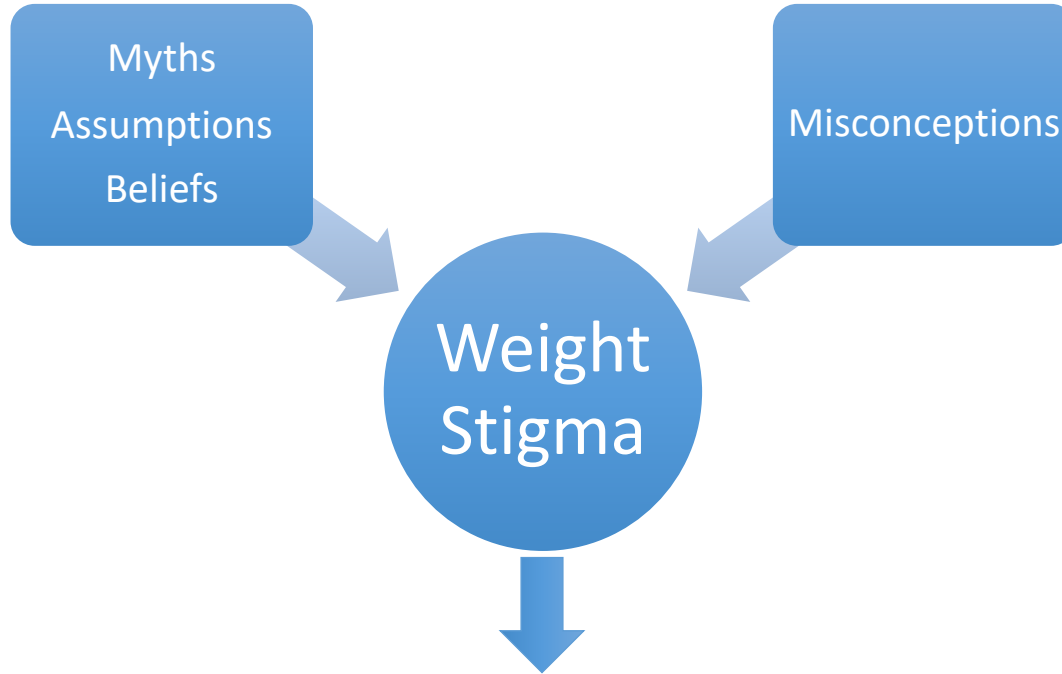 Myths
Assumptions
Beliefs
Misconceptions
Weight
Stigma